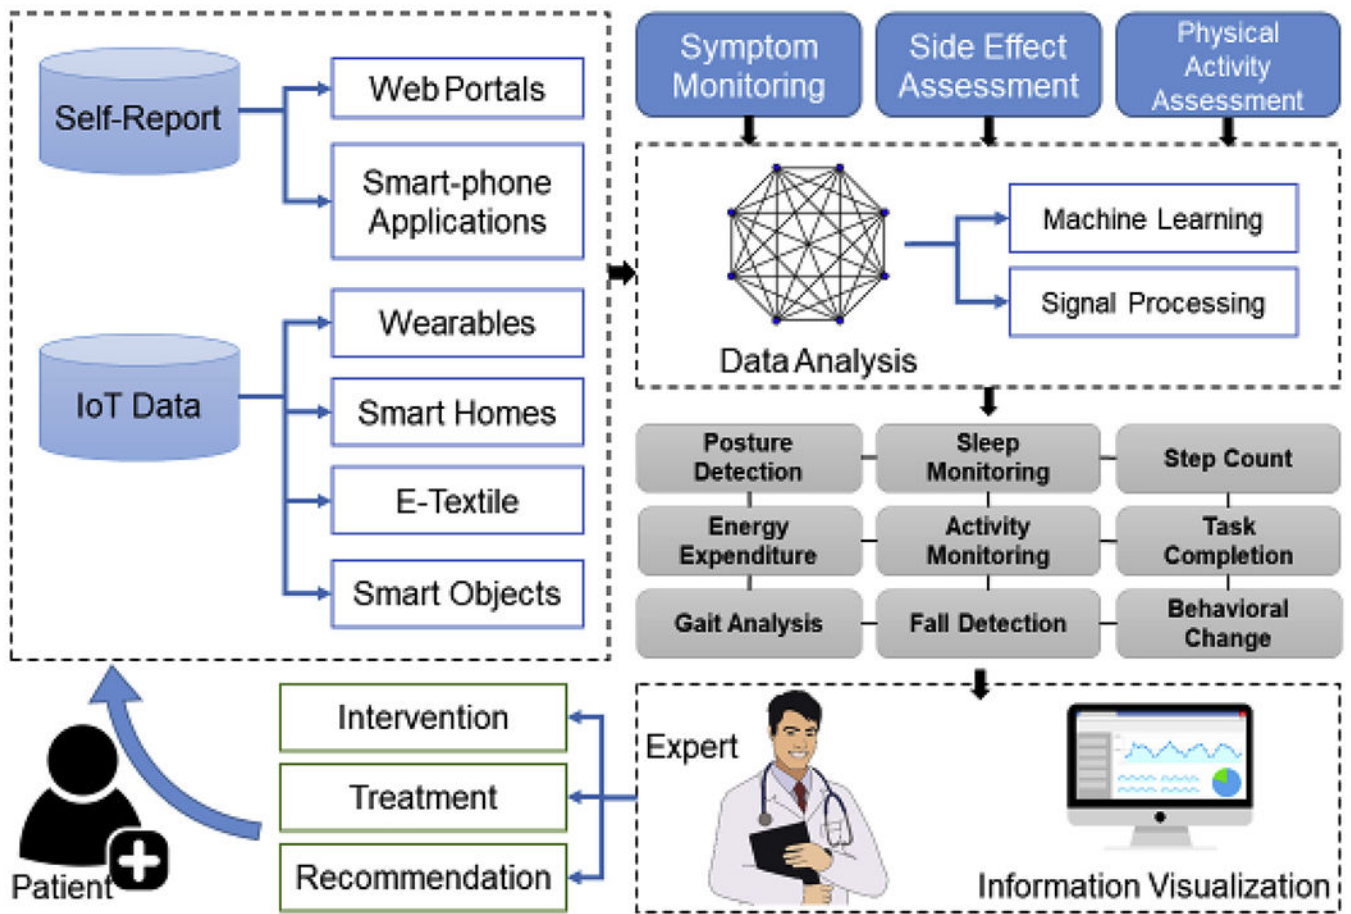 Self-Report
Web Portals
Smart-phone
Applications
IoT Data
Wearables
Smart Homes
E-Textile
Smart Objects
Symptom
Monitoring
Side Effect
Assessment
Physical
Activity
Assessment
Data Analysis
Machine Learning
Signal Processing
Posture
Detection
Sleep
Monitoring
Step Count
Energy
Expenditure
Activity
Monitoring
Task
Completion
Gait Analysis
Fall Detection
Behavioral
Change
Expert
Information Visualization
Intervention
Treatment
Recommendation
Patient